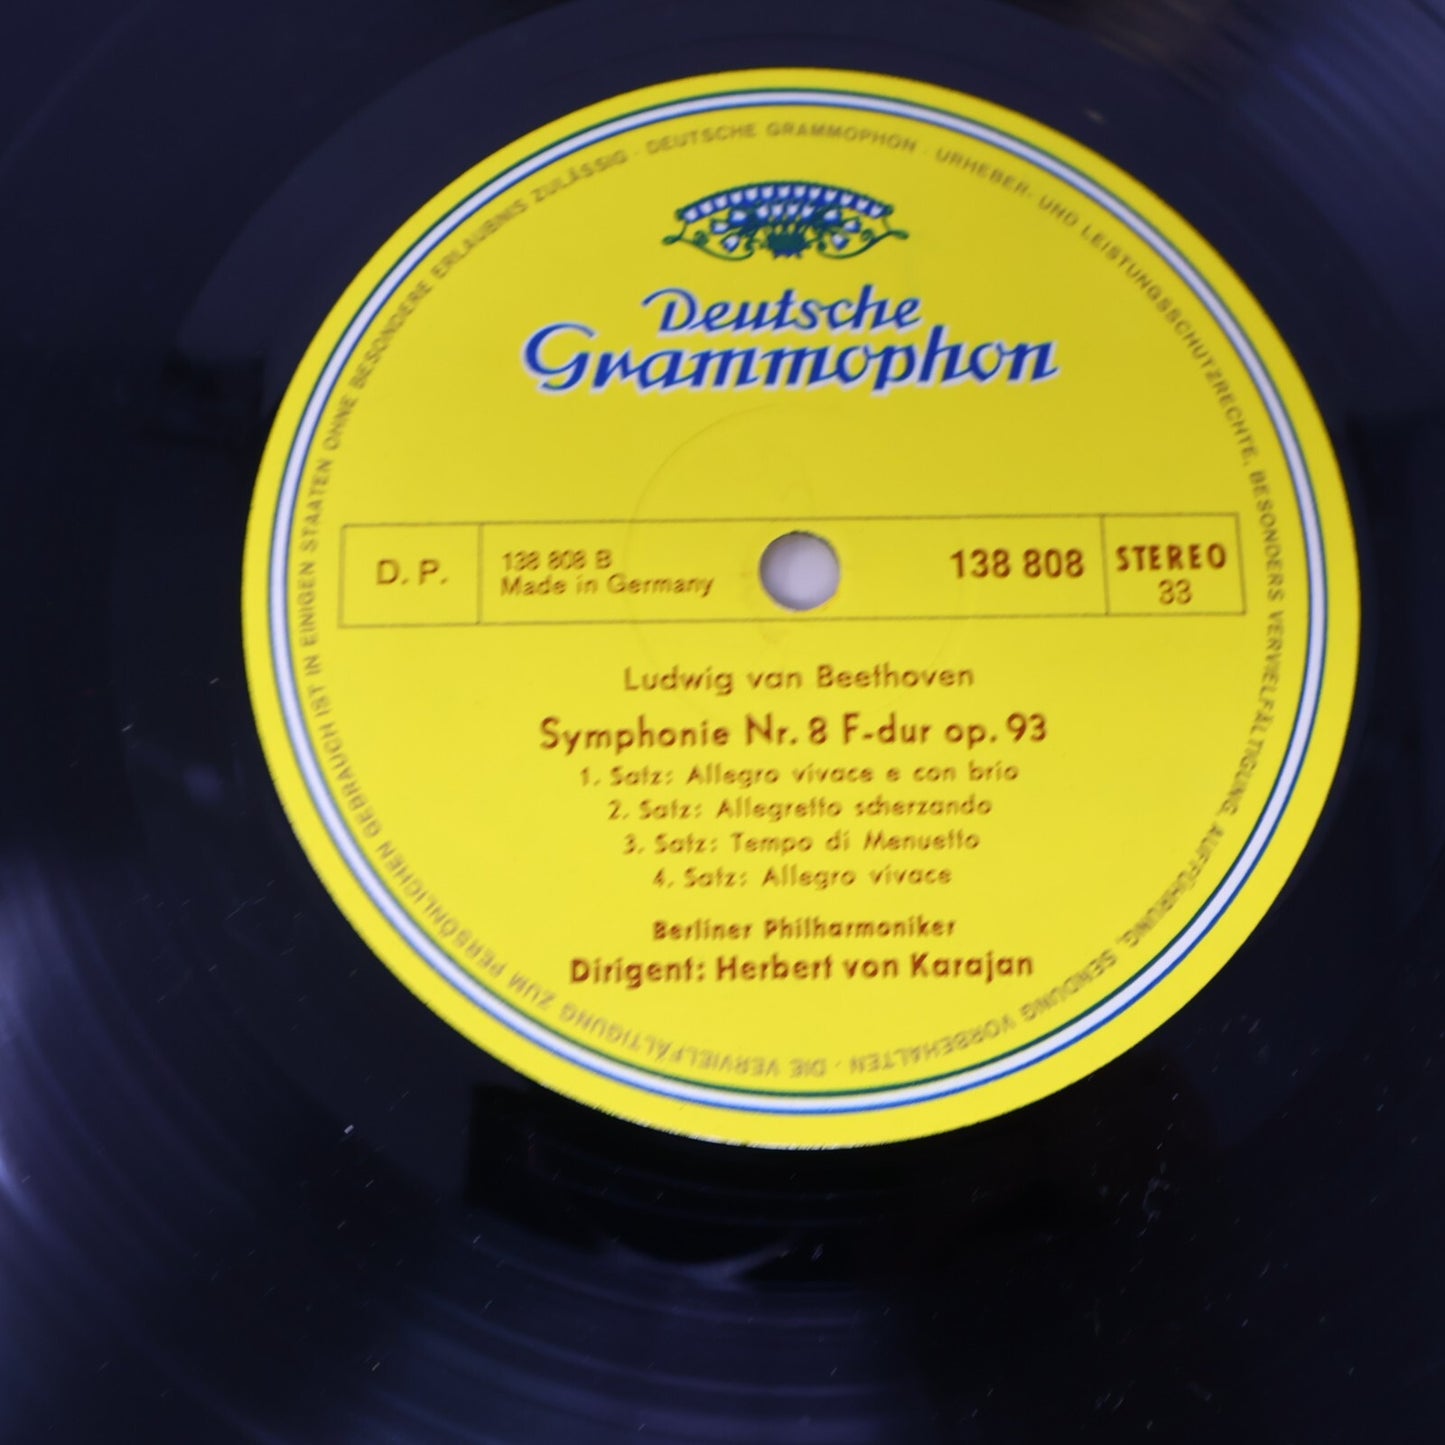 DEUTSCHE GRAMMOPHON · URHEBER- UND LEISTUNGSSCHUTZRECHTE, BESONDERS VERVIELFÄLTIGUNG, AUFFÜHRUNG, SENDUNG VORBEHALTEN · DIE VERVIELFÄLTIGUNG ZUM PERSÖNLICHEN GEBRAUCH IST IN EINIGEN STAATEN OHNE BESONDERE ERLAUBNIS ZULÄSSIG ·
Deutsche
Grammophon
D. P.
138 808 B
Made in Germany
138 808
STEREO
33
Ludwig van Beethoven
Symphonie Nr. 8 F-dur op. 93
1. Satz: Allegro vivace e con brio
2. Satz: Allegretto scherzando
3. Satz: Tempo di Menuetto
4. Satz: Allegro vivace
Berliner Philharmoniker
Dirigent: Herbert von Karajan